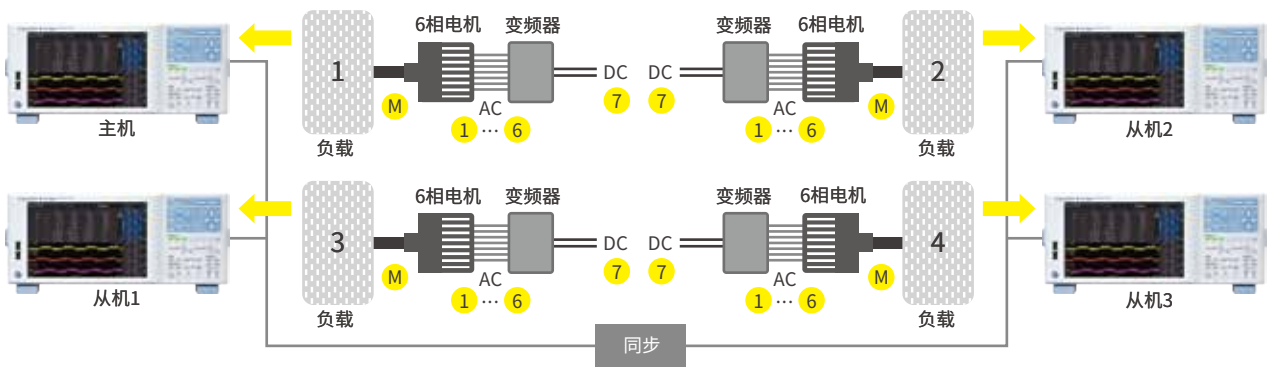 6相电机 变频器 变频器 6相电机
1 DC DC 2
M 7 7 M
AC AC
1 … 6 1 … 6
主机 从机2
负载 负载
6相电机 变频器 变频器 6相电机
3 DC DC 4
M 7 7 M
AC AC
1 … 6 1 … 6
从机1 从机3
负载 负载
同步